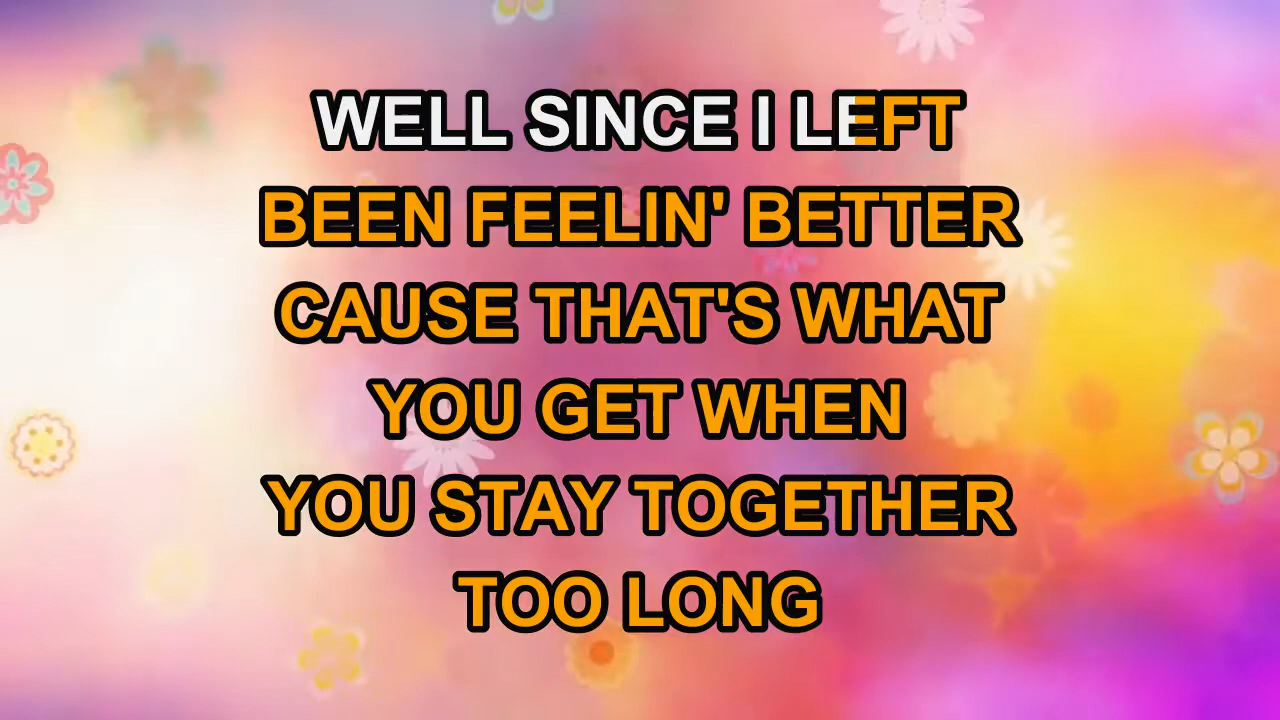 WELL SINCE I LEFT
BEEN FEELIN' BETTER
CAUSE THAT'S WHAT
YOU GET WHEN
YOU STAY TOGETHER
TOO LONG